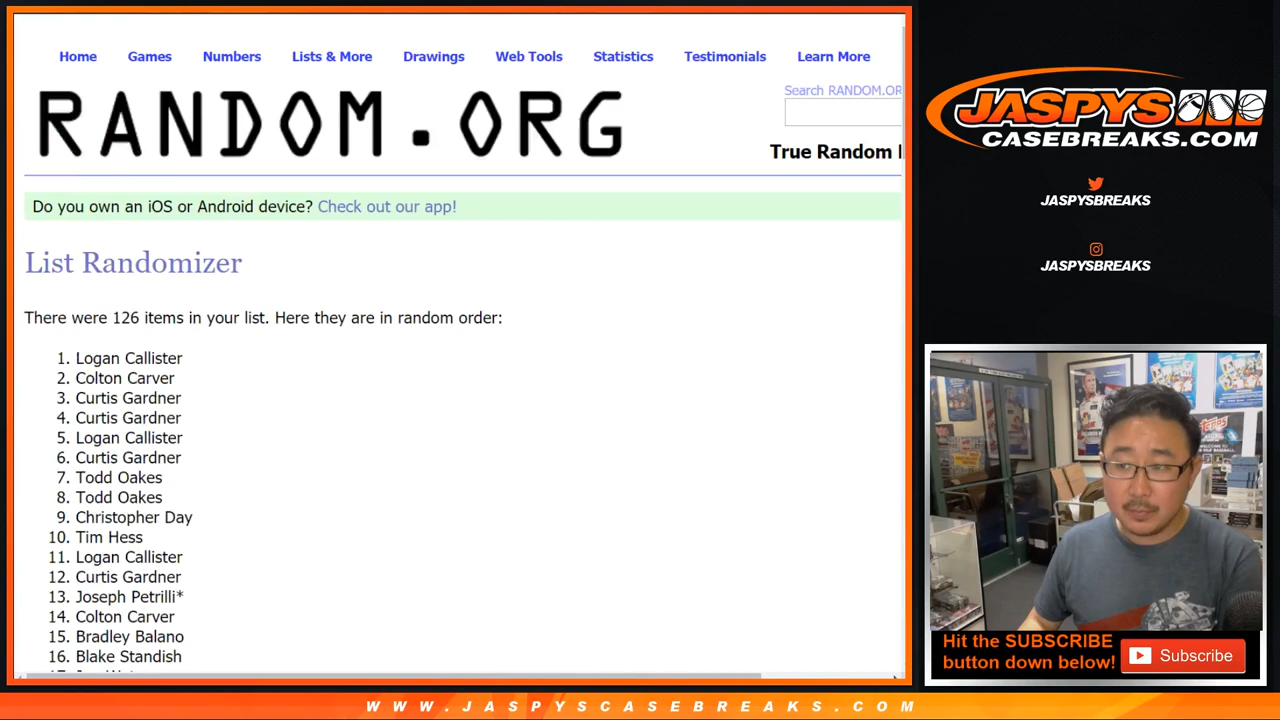 Home Games Numbers Lists & More Drawings Web Tools Statistics Testimonials Learn More
Search RANDOM.OR
RANDOM.ORG
True Random
Do you own an iOS or Android device? Check out our app!
List Randomizer
There were 126 items in your list. Here they are in random order:
1. Logan Callister
2. Colton Carver
3. Curtis Gardner
4. Curtis Gardner
5. Logan Callister
6. Curtis Gardner
7. Todd Oakes
8. Todd Oakes
9. Christopher Day
10. Tim Hess
11. Logan Callister
12. Curtis Gardner
13. Joseph Petrilli*
14. Colton Carver
15. Bradley Balano
16. Blake Standish
JASPYS
CASEBREAKS.COM
JASPYSBREAKS
JASPYSBREAKS
Topps
Hit the SUBSCRIBE
button down below!
Subscribe
WWW.JASPYSCASEBREAKS.COM